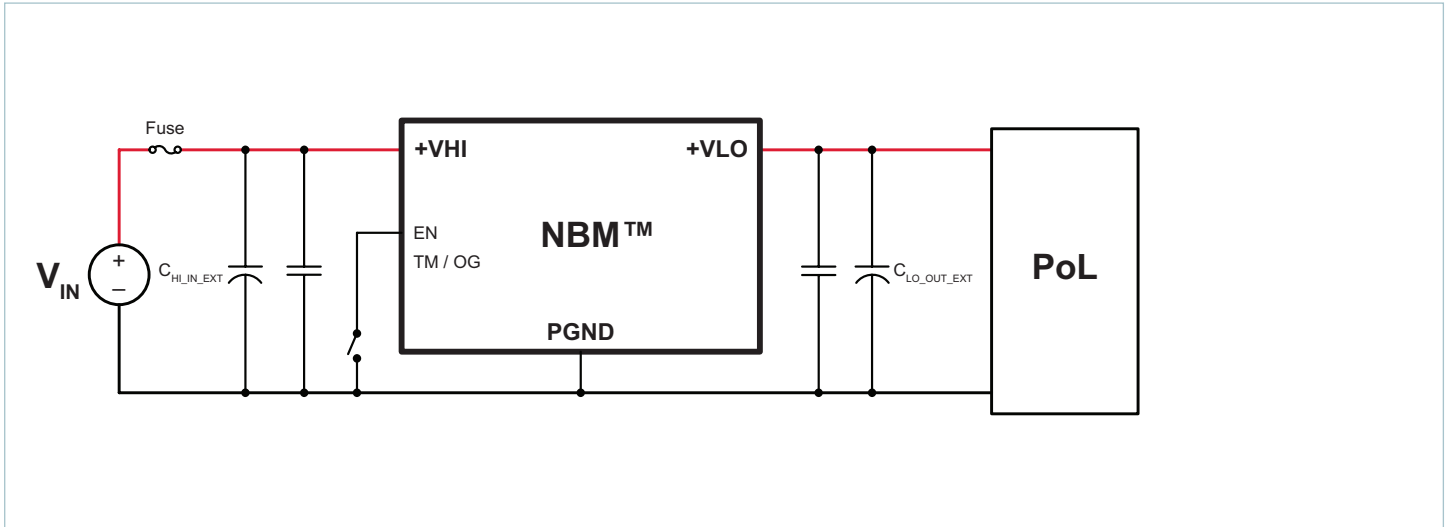 Fuse
+VHI
+VLO
EN
NBM™
TM / OG
+
–
V_IN
C_HI_IN_EXT
C_LO_OUT_EXT
PoL
PGND